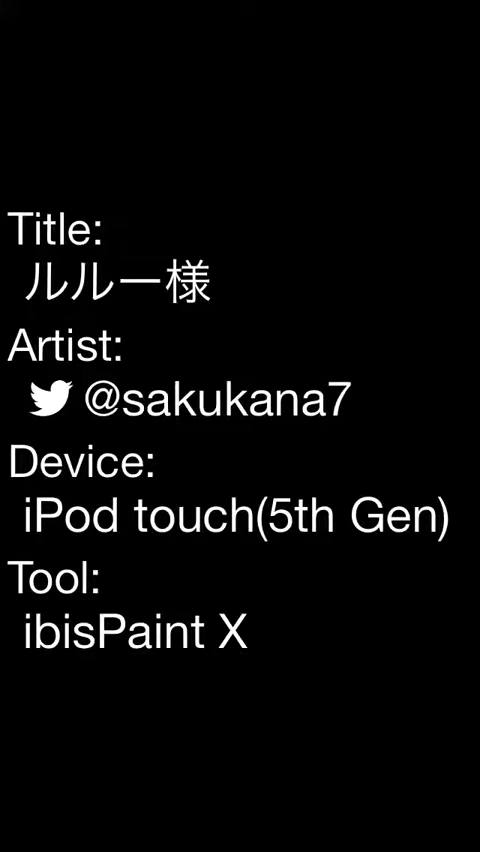 Title:
ルルー様
Artist:
@sakukana7
Device:
iPod touch(5th Gen)
Tool:
ibisPaint X